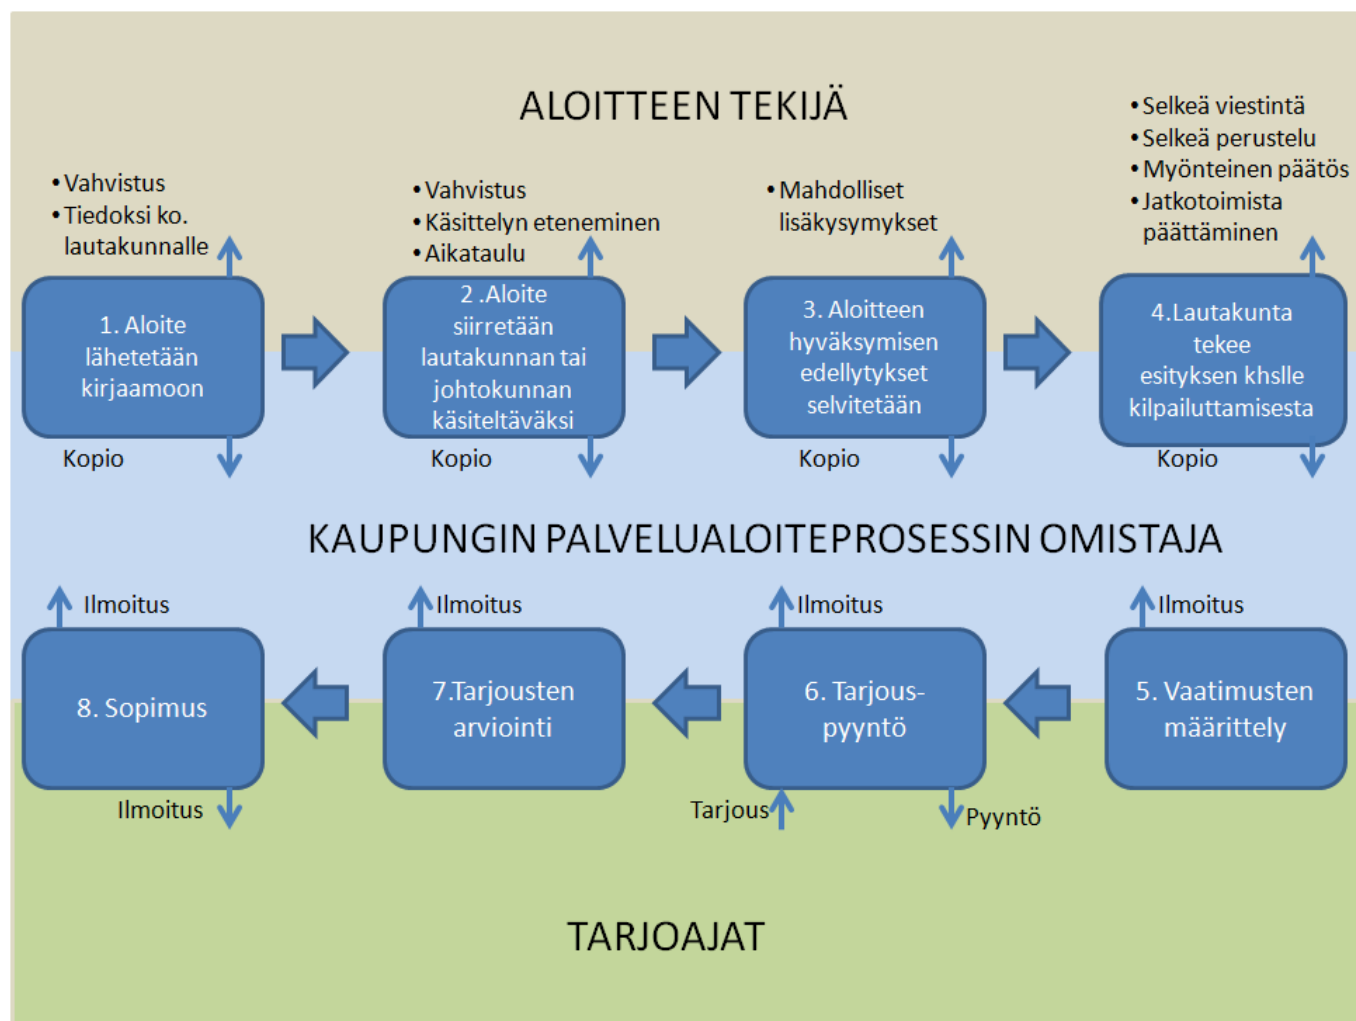 ALOITTEEN TEKIJÄ
• Vahvistus
• Tiedoksi ko.
lautakunnalle
• Vahvistus
• Käsittelyn eteneminen
• Aikataulu
• Mahdolliset
lisäkysymykset
• Selkeä viestintä
• Selkeä perustelu
• Myönteinen päätös
• Jatkotoimista
päättäminen
1. Aloite
lähetetään
kirjaamoon
2 .Aloite
siirretään
lautakunnan tai
johtokunnan
käsiteltäväksi
3. Aloitteen
hyväksymisen
edellytykset
selvitetään
4.Lautakunta
tekee
esityksen khslle
kilpailuttamisesta
Kopio
Kopio
Kopio
Kopio
KAUPUNGIN PALVELUALOITEPROSESSIN OMISTAJA
Ilmoitus
Ilmoitus
Ilmoitus
Ilmoitus
8. Sopimus
7.Tarjousten
arviointi
6. Tarjous-
pyyntö
5. Vaatimusten
määrittely
Ilmoitus
Tarjous
Pyyntö
TARJOAJAT